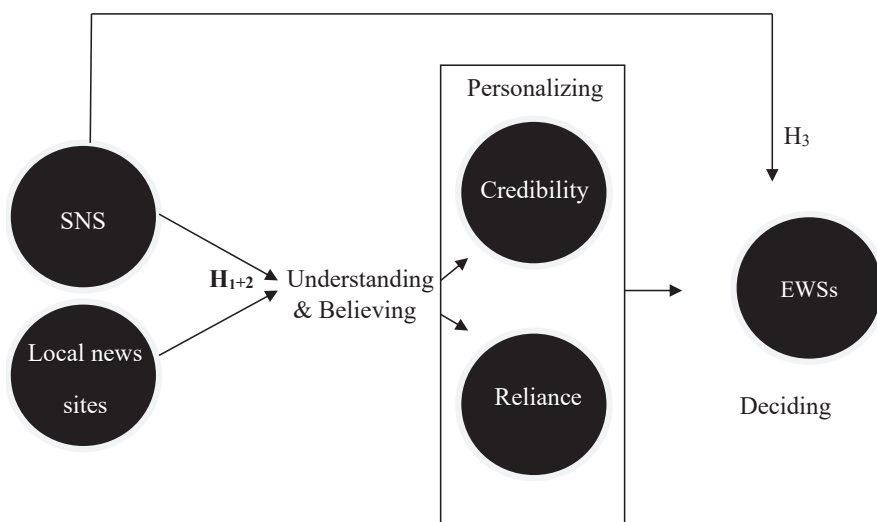 Personalizing
H₃
Credibility
SNS
H₁₊₂
Understanding
& Believing
EWSs
Local news
sites
Reliance
Deciding